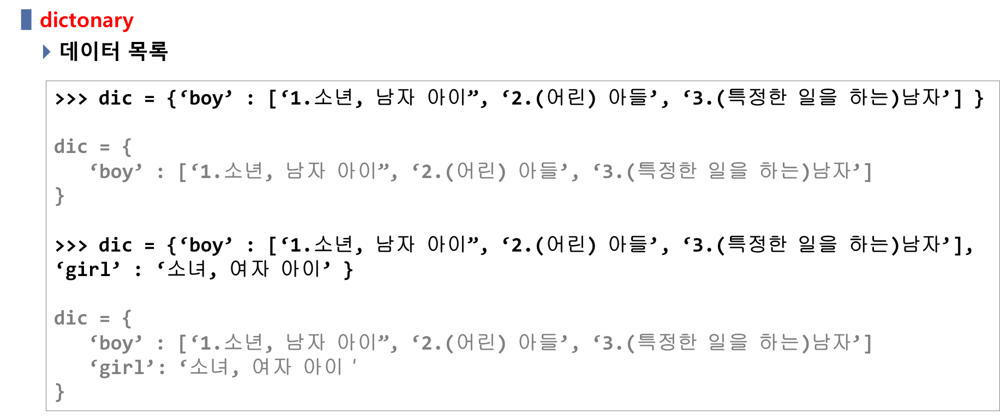 dictonary
데이터 목록
>>> dic = {‘boy’ : [‘1.소년, 남자 아이”, ‘2.(어린) 아들’, ‘3.(특정한 일을 하는)남자’] }
dic = {
‘boy’ : [‘1.소년, 남자 아이”, ‘2.(어린) 아들’, ‘3.(특정한 일을 하는)남자’]
}
>>> dic = {‘boy’ : [‘1.소년, 남자 아이”, ‘2.(어린) 아들’, ‘3.(특정한 일을 하는)남자’],
‘girl’ : ‘소녀, 여자 아이’ }
dic = {
‘boy’ : [‘1.소년, 남자 아이”, ‘2.(어린) 아들’, ‘3.(특정한 일을 하는)남자’]
‘girl’: ‘소녀, 여자 아이 '
}